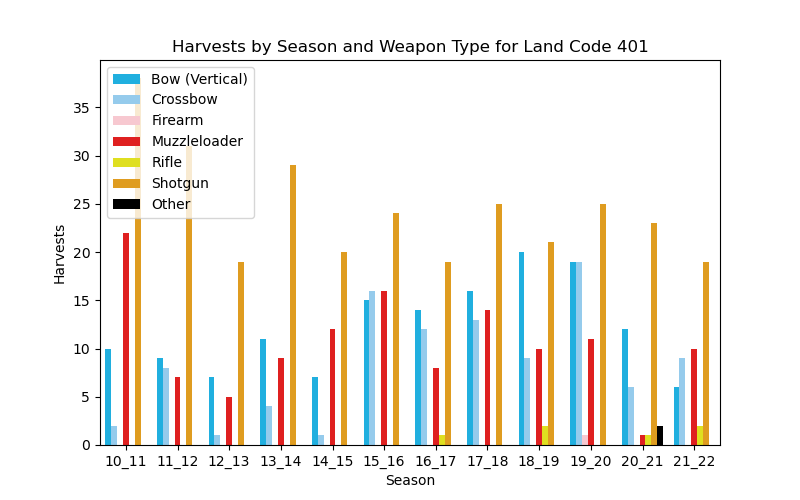 Harvests by Season and Weapon Type for Land Code 401
Bow (Vertical)
Crossbow
Firearm
Muzzleloader
Rifle
Shotgun
Other
Harvests
35
30
25
20
15
10
5
0
10_11 11_12 12_13 13_14 14_15 15_16 16_17 17_18 18_19 19_20 20_21 21_22
Season